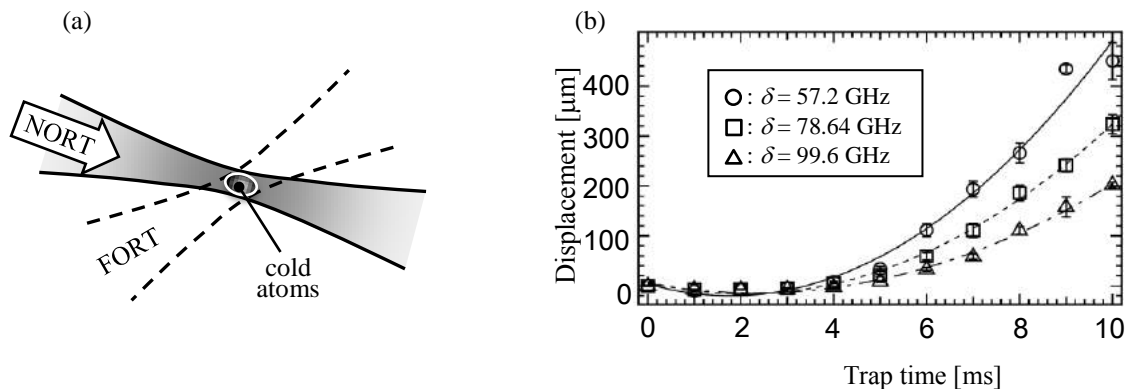 (a)
NORT
FORT
cold
atoms
(b)
Displacement [μm]
400
300
200
100
0
○ : δ = 57.2 GHz
□ : δ = 78.64 GHz
△ : δ = 99.6 GHz
0 2 4 6 8 10
Trap time [ms]